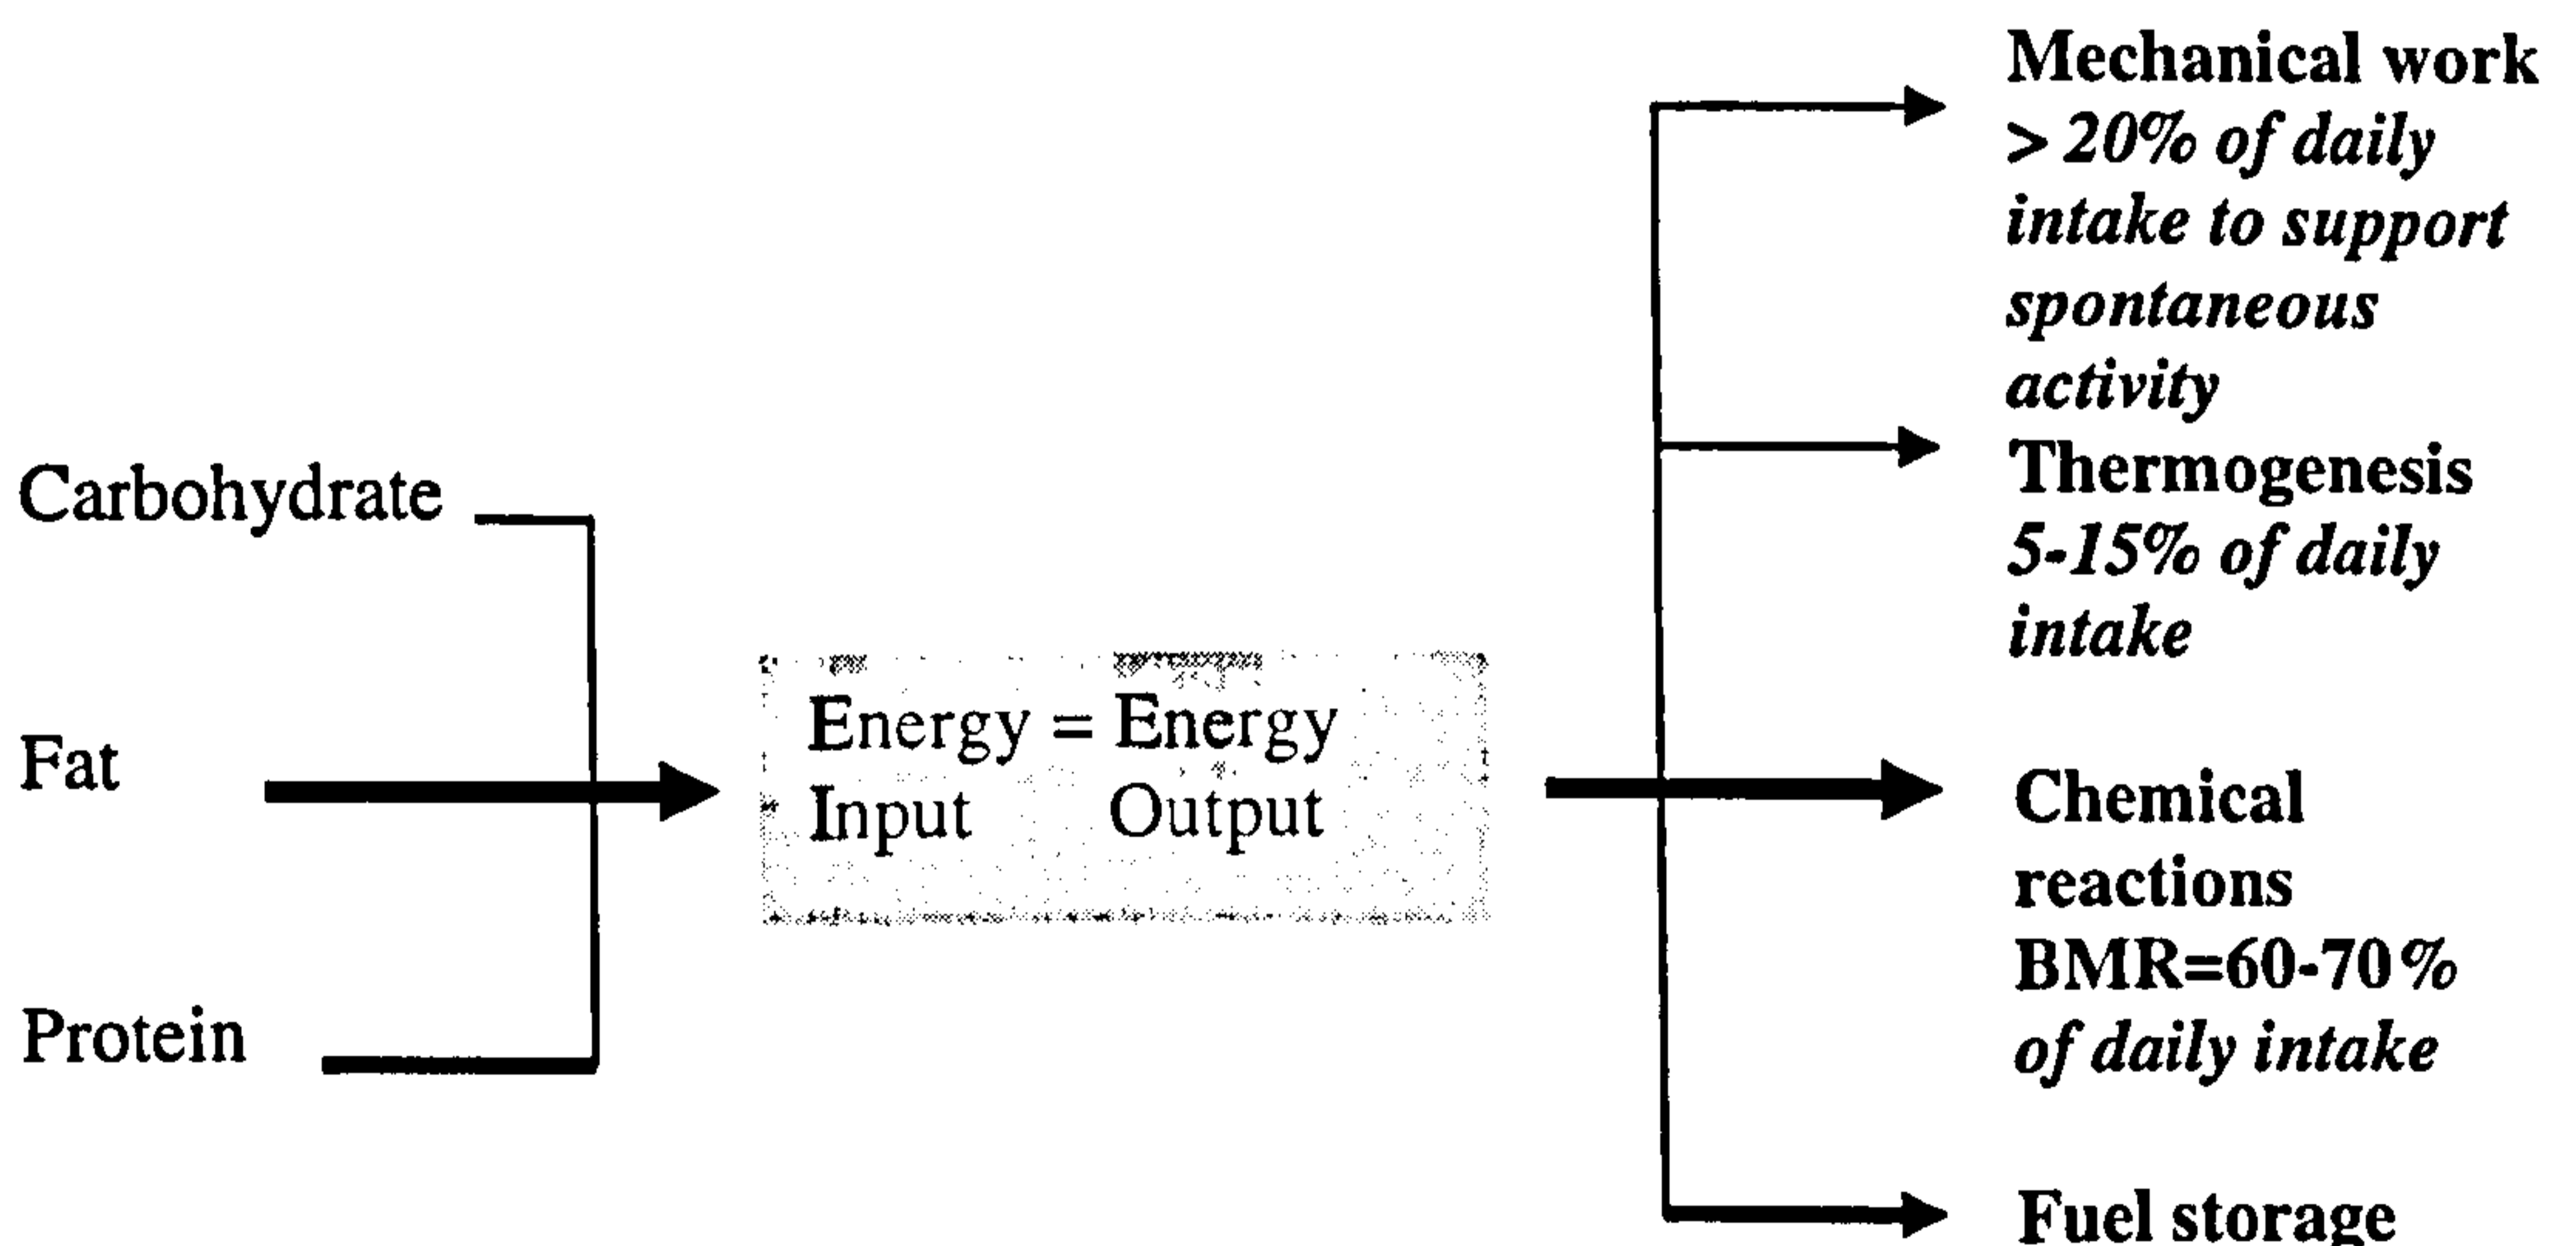 Carbohydrate
Fat
Protein
Energy = Energy
Input Output
Mechanical work
> 20% of daily
intake to support
spontaneous
activity
Thermogenesis
5-15% of daily
intake
Chemical
reactions
BMR=60-70%
of daily intake
Fuel storage